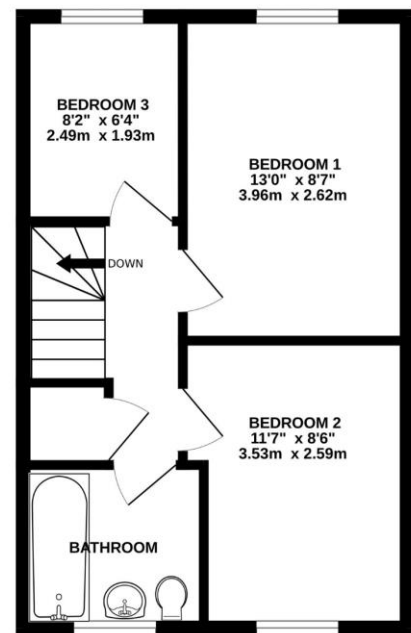 BEDROOM 3
8'2" x 6'4"
2.49m x 1.93m
BEDROOM 1
13'0" x 8'7"
3.96m x 2.62m
DOWN
BEDROOM 2
11'7" x 8'6"
3.53m x 2.59m
BATHROOM